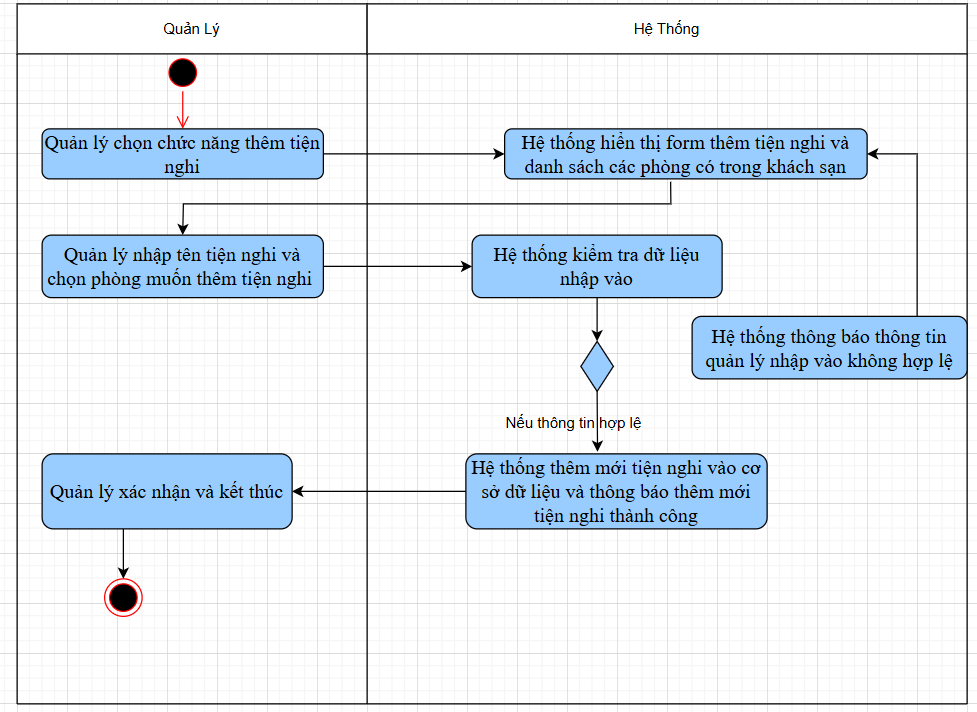 Quản Lý
Hệ Thống
Quản lý chọn chức năng thêm tiện
nghi
Hệ thống hiển thị form thêm tiện nghi và
danh sách các phòng có trong khách sạn
Quản lý nhập tên tiện nghi và
chọn phòng muốn thêm tiện nghi
Hệ thống kiểm tra dữ liệu
nhập vào
Hệ thống thông báo thông tin
quản lý nhập vào không hợp lệ
Nếu thông tin hợp lệ
Quản lý xác nhận và kết thúc
Hệ thống thêm mới tiện nghi vào cơ
sở dữ liệu và thông báo thêm mới
tiện nghi thành công